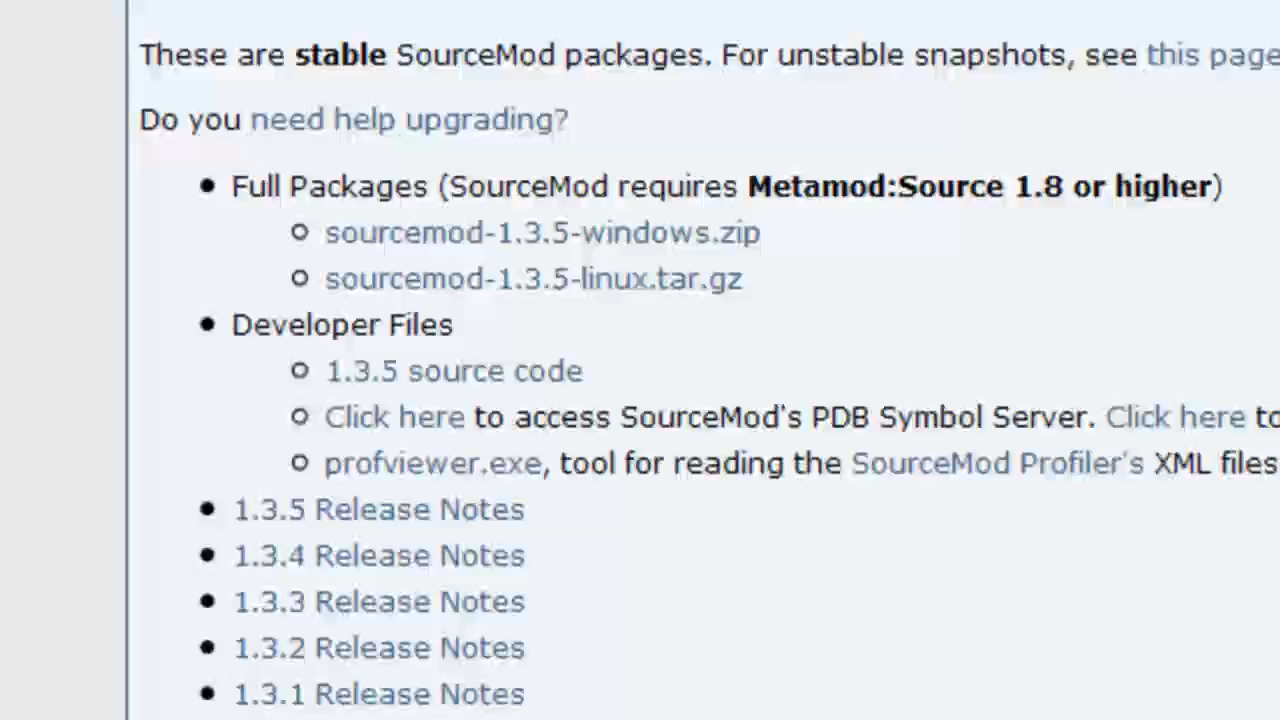 These are stable SourceMod packages. For unstable snapshots, see this page
Do you need help upgrading?
Full Packages (SourceMod requires Metamod:Source 1.8 or higher)
sourcemod-1.3.5-windows.zip
sourcemod-1.3.5-linux.tar.gz
Developer Files
1.3.5 source code
Click here to access SourceMod's PDB Symbol Server. Click here to
profviewer.exe, tool for reading the SourceMod Profiler's XML files
1.3.5 Release Notes
1.3.4 Release Notes
1.3.3 Release Notes
1.3.2 Release Notes
1.3.1 Release Notes